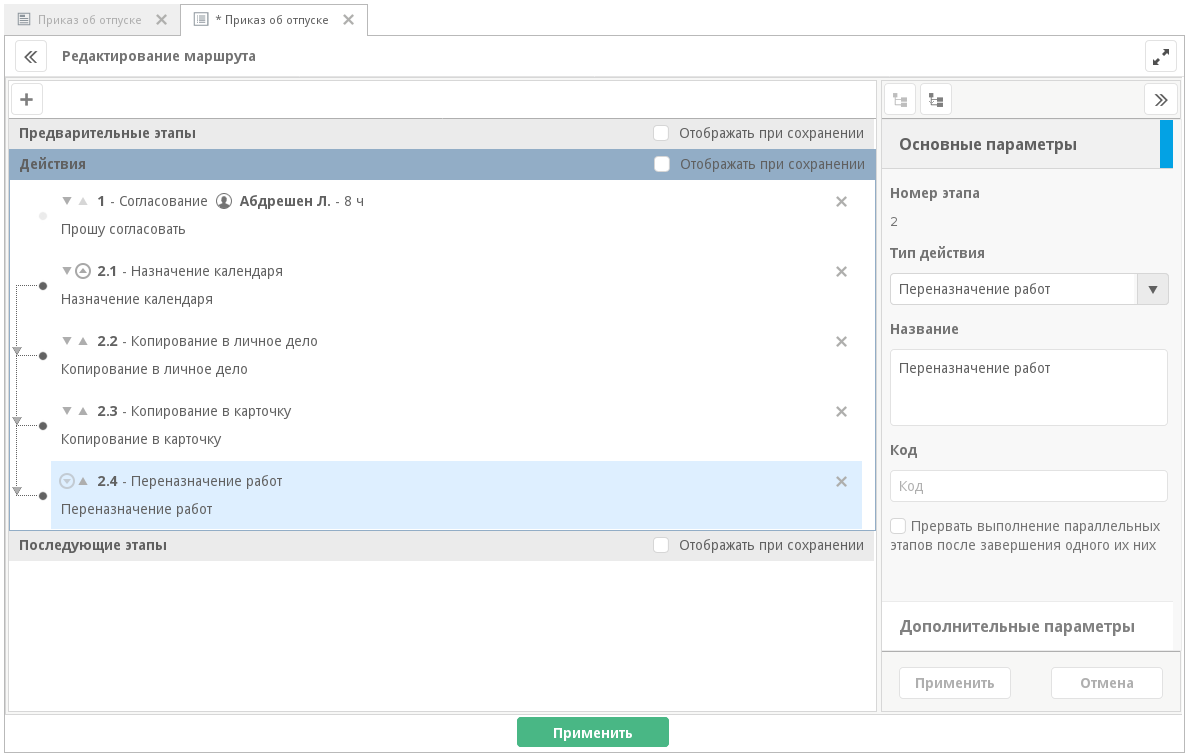 Приказ об отпуске
* Приказ об отпуске
Редактирование маршрута
Предварительные этапы
Отображать при сохранении
Действия
Отображать при сохранении
1 - Согласование Абдрешен Л. - 8 ч
Прошу согласовать
2.1 - Назначение календаря
Назначение календаря
2.2 - Копирование в личное дело
Копирование в личное дело
2.3 - Копирование в карточку
Копирование в карточку
2.4 - Переназначение работ
Переназначение работ
Последующие этапы
Отображать при сохранении
Основные параметры
Номер этапа
2
Тип действия
Переназначение работ
Название
Переназначение работ
Код
Код
Прервать выполнение параллельных
этапов после завершения одного их них
Дополнительные параметры
Применить
Отмена
Применить